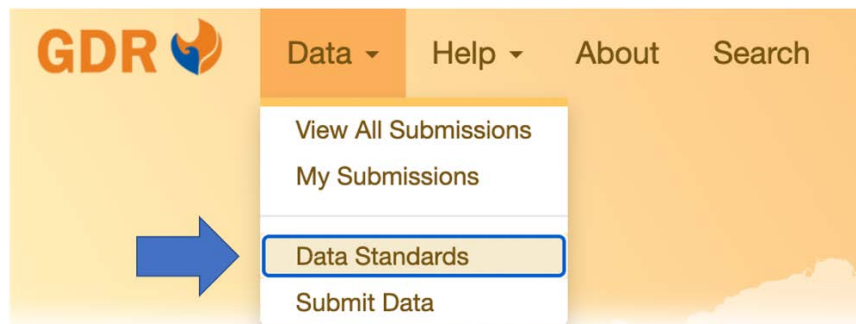 GDR Data Help About Search
View All Submissions
My Submissions
Data Standards
Submit Data